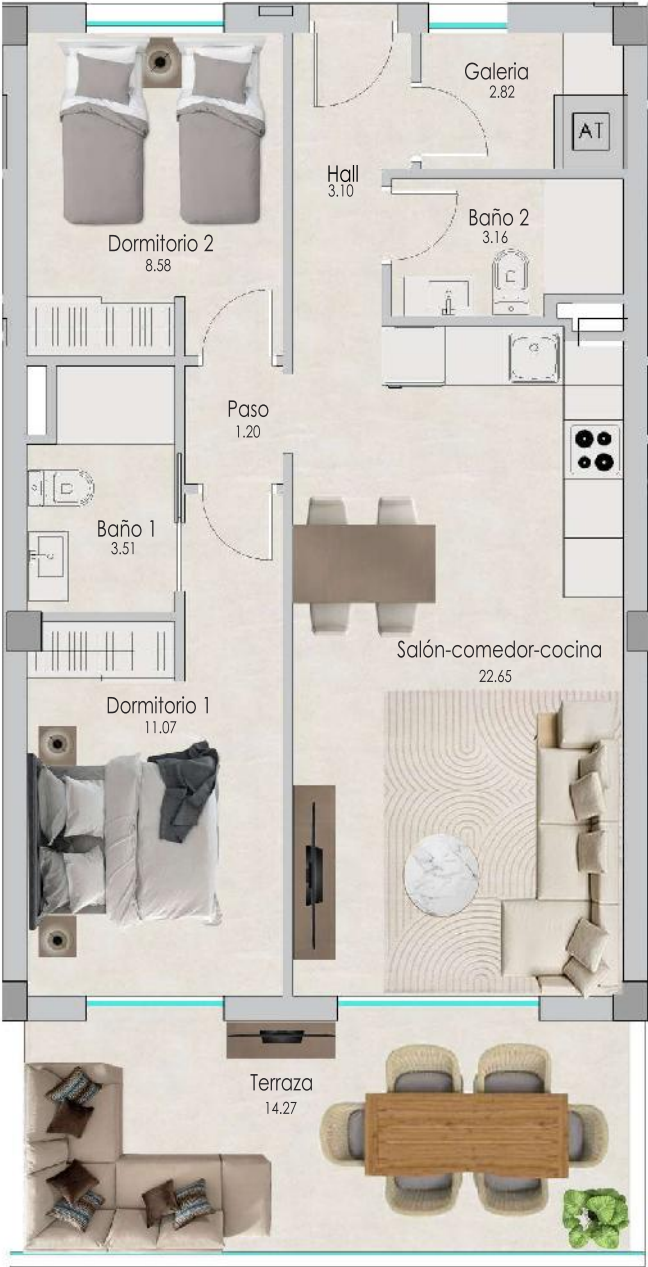 Galeria
2.82
AT
Hall
3.10
Baño 2
3.16
Dormitorio 2
8.58
Paso
1.20
Baño 1
3.51
Salón-comedor-cocina
22.65
Dormitorio 1
11.07
Terraza
14.27